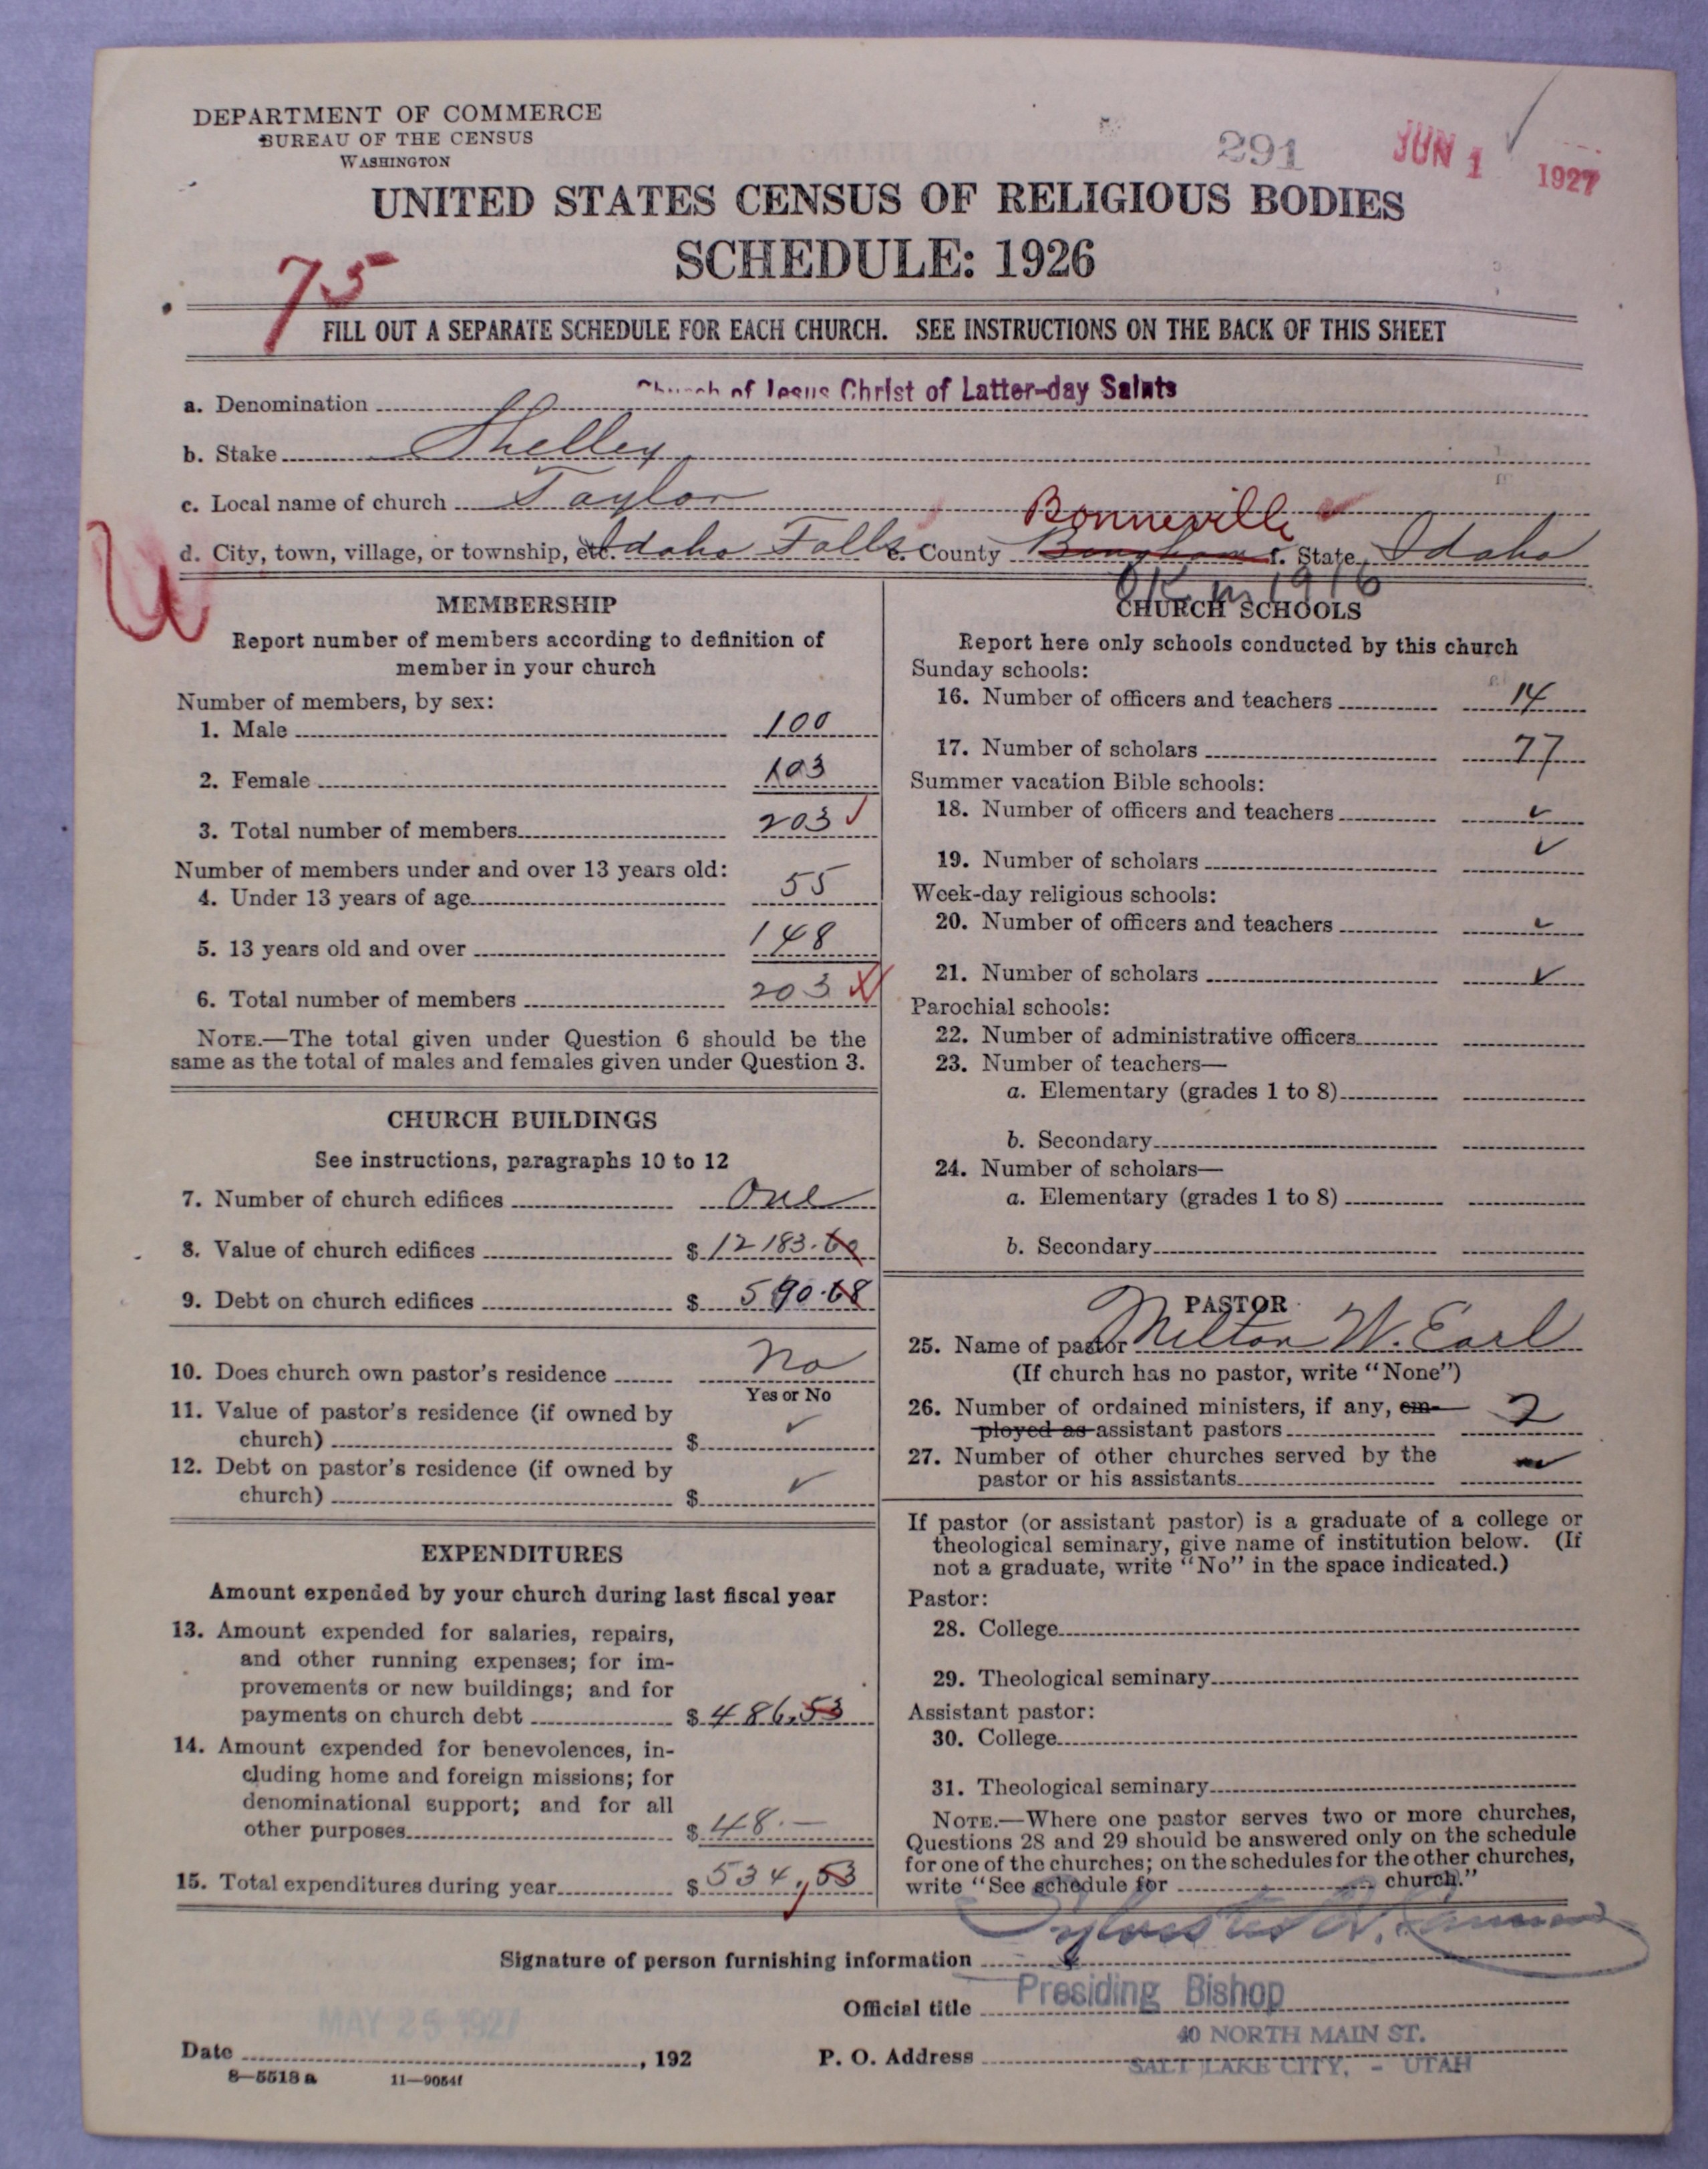 DEPARTMENT OF COMMERCE
BUREAU OF THE CENSUS
WASHINGTON
291
JUN 1 1927
UNITED STATES CENSUS OF RELIGIOUS BODIES
SCHEDULE: 1926
75
FILL OUT A SEPARATE SCHEDULE FOR EACH CHURCH. SEE INSTRUCTIONS ON THE BACK OF THIS SHEET
a. Denomination Church of Jesus Christ of Latter-day Saints
b. Stake Shelley
c. Local name of church Taylor
Bonneville
d. City, town, village, or township, etc. Idaho Falls e. County Bingham f. State Idaho
U
OK in 1916
MEMBERSHIP
Report number of members according to definition of
member in your church
Number of members, by sex:
1. Male 100
2. Female 103
3. Total number of members 203
Number of members under and over 13 years old:
4. Under 13 years of age 55
5. 13 years old and over 148
6. Total number of members 203
NOTE.—The total given under Question 6 should be the
same as the total of males and females given under Question 3.
CHURCH BUILDINGS
See instructions, paragraphs 10 to 12
7. Number of church edifices One
8. Value of church edifices $ 12183.60
9. Debt on church edifices $ 590.68
10. Does church own pastor's residence No
Yes or No
11. Value of pastor's residence (if owned by
church) $ ✓
12. Debt on pastor's residence (if owned by
church) $ ✓
EXPENDITURES
Amount expended by your church during last fiscal year
13. Amount expended for salaries, repairs,
and other running expenses; for im-
provements or new buildings; and for
payments on church debt $ 486.53
14. Amount expended for benevolences, in-
cluding home and foreign missions; for
denominational support; and for all
other purposes $ 48.—
15. Total expenditures during year $ 534.53
CHURCH SCHOOLS
Report here only schools conducted by this church
Sunday schools:
16. Number of officers and teachers 14
17. Number of scholars 77
Summer vacation Bible schools:
18. Number of officers and teachers ✓
19. Number of scholars ✓
Week-day religious schools:
20. Number of officers and teachers ✓
21. Number of scholars ✓
Parochial schools:
22. Number of administrative officers
23. Number of teachers—
a. Elementary (grades 1 to 8)
b. Secondary
24. Number of scholars—
a. Elementary (grades 1 to 8)
b. Secondary
PASTOR
25. Name of pastor Milton W. Earl
(If church has no pastor, write "None")
26. Number of ordained ministers, if any, em-
ployed as assistant pastors 2
27. Number of other churches served by the
pastor or his assistants
If pastor (or assistant pastor) is a graduate of a college or
theological seminary, give name of institution below. (If
not a graduate, write "No" in the space indicated.)
Pastor:
28. College
29. Theological seminary
Assistant pastor:
30. College
31. Theological seminary
NOTE.—Where one pastor serves two or more churches,
Questions 28 and 29 should be answered only on the schedule
for one of the churches; on the schedules for the other churches,
write "See schedule for church."
Signature of person furnishing information Sylvester Q. Cannon
Official title Presiding Bishop
MAY 25 1927
40 NORTH MAIN ST.
Date , 192 P. O. Address SALT LAKE CITY, - UTAH
8—5518 a 11—9054f